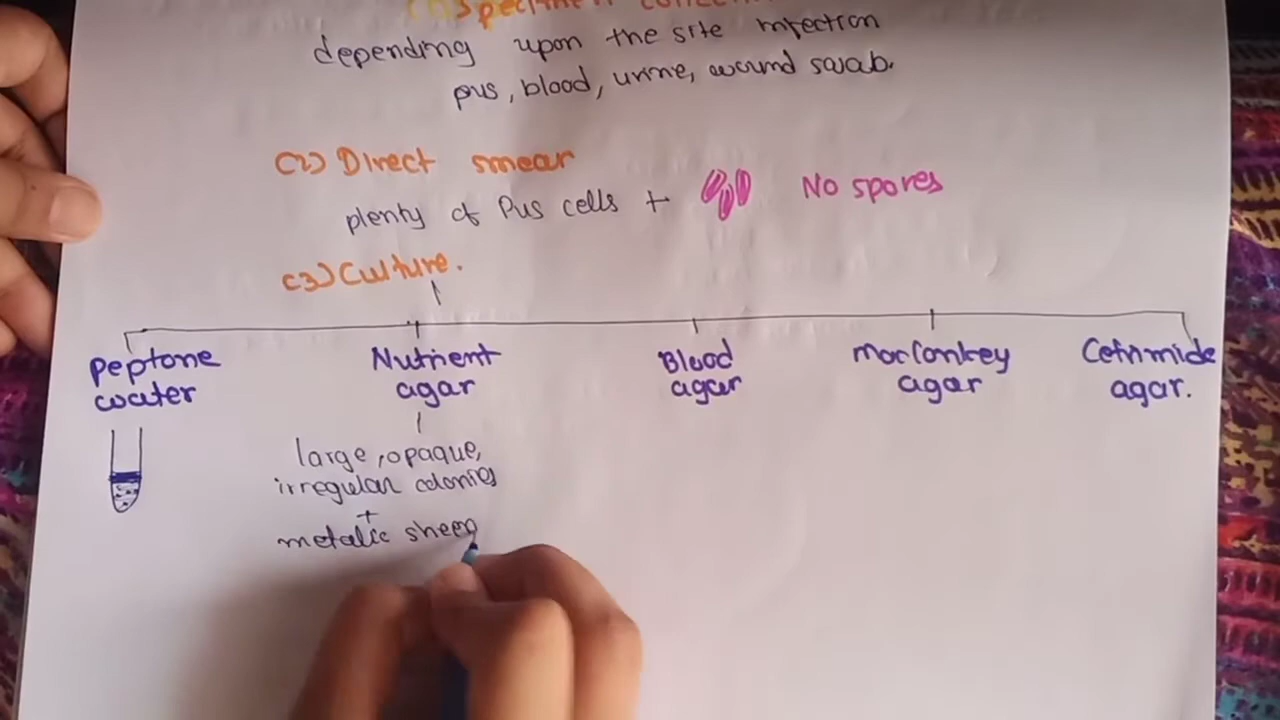 depending upon the site infection
pus, blood, urine, wound swab.
(2) Direct smear
plenty of Pus cells + No spores
(3) Culture.
Peptone water
Nutrient agar
Blood agar
MacConkey agar
Cetrimide agar.
large, opaque,
irregular colonies
+
metalic sheen